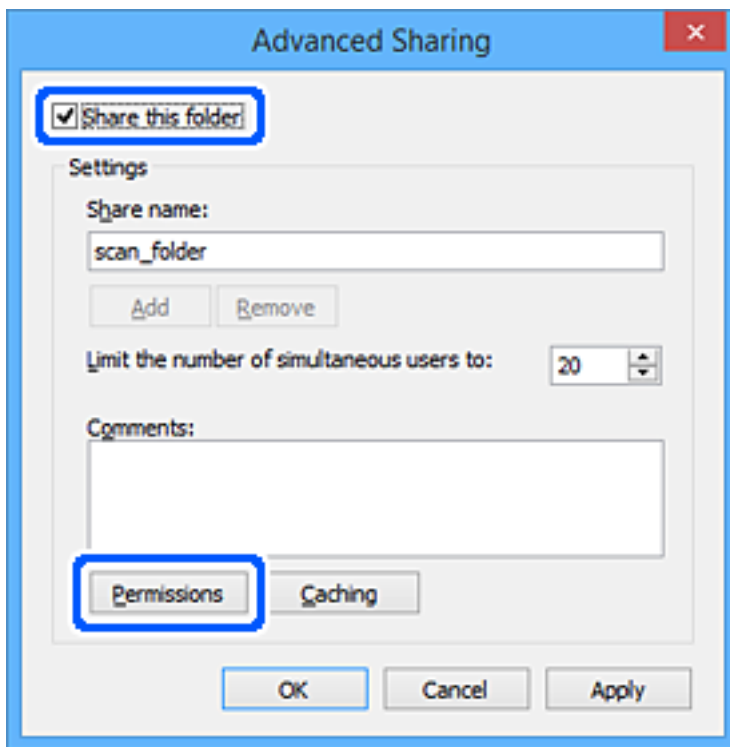 Advanced Sharing
Share this folder
Settings
Share name:
scan_folder
Add Remove
Limit the number of simultaneous users to: 20
Comments:
Permissions Caching
OK Cancel Apply